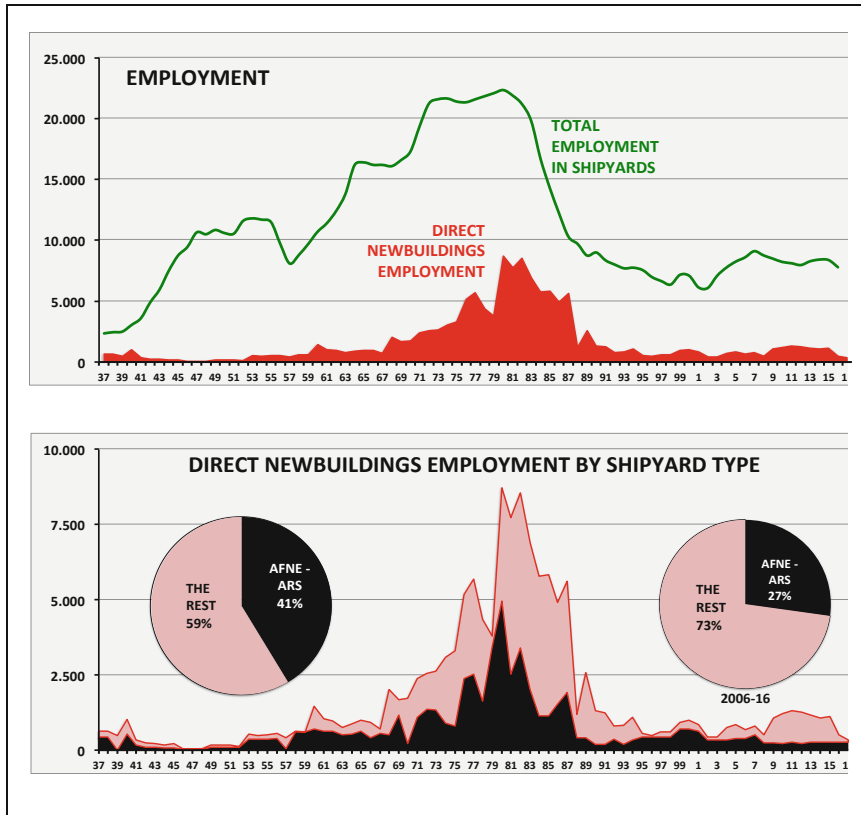 25.000
EMPLOYMENT
20.000
TOTAL
EMPLOYMENT
IN SHIPYARDS
15.000
DIRECT
NEWBUILDINGS
EMPLOYMENT
10.000
5.000
0
37 39 41 43 45 47 49 51 53 55 57 59 61 63 65 67 69 71 73 75 77 79 81 83 85 87 89 91 93 95 97 99 1 3 5 7 9 11 13 15 1
10.000
DIRECT NEWBUILDINGS EMPLOYMENT BY SHIPYARD TYPE
7.500
THE
REST
59%
AFNE -
ARS
41%
AFNE -
ARS
27%
THE REST
73%
2006-16
5.000
2.500
0
37 39 41 43 45 47 49 51 53 55 57 59 61 63 65 67 69 71 73 75 77 79 81 83 85 87 89 91 93 95 97 99 1 3 5 7 9 11 13 15 1